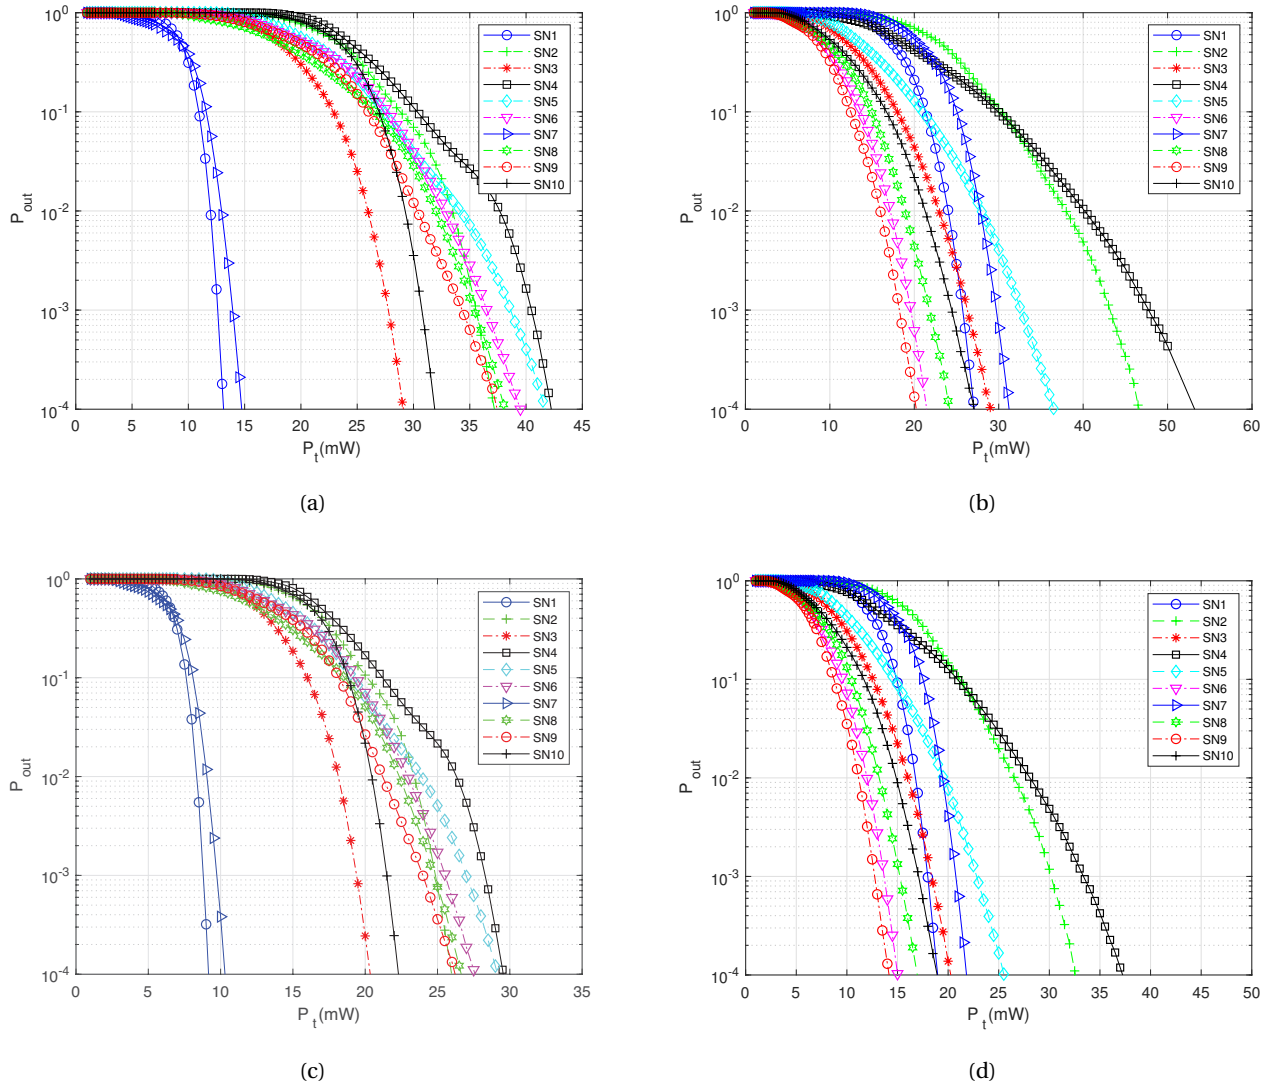 10^0
10^-1
10^-2
10^-3
10^-4
P_out
0 5 10 15 20 25 30 35 40 45
P_t(mW)
SN1
SN2
SN3
SN4
SN5
SN6
SN7
SN8
SN9
SN10
(a)
10^0
10^-1
10^-2
10^-3
10^-4
P_out
0 10 20 30 40 50 60
P_t(mW)
SN1
SN2
SN3
SN4
SN5
SN6
SN7
SN8
SN9
SN10
(b)
10^0
10^-1
10^-2
10^-3
10^-4
P_out
0 5 10 15 20 25 30 35
P_t(mW)
SN1
SN2
SN3
SN4
SN5
SN6
SN7
SN8
SN9
SN10
(c)
10^0
10^-1
10^-2
10^-3
10^-4
P_out
0 5 10 15 20 25 30 35 40 45 50
P_t(mW)
SN1
SN2
SN3
SN4
SN5
SN6
SN7
SN8
SN9
SN10
(d)